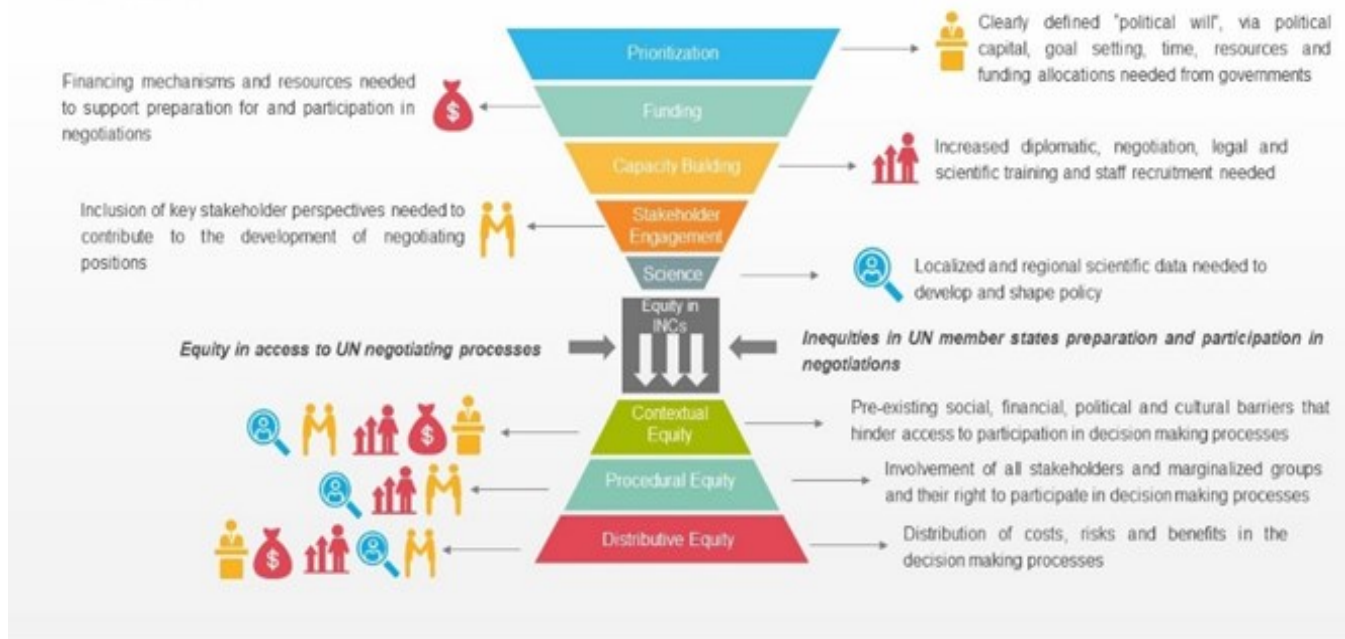 Prioritization
Clearly defined "political will", via political
capital, goal setting, time, resources and
funding allocations needed from governments
Financing mechanisms and resources needed
to support preparation for and participation in
negotiations
$
Funding
Capacity Building
Increased diplomatic, negotiation, legal and
scientific training and staff recruitment needed
Inclusion of key stakeholder perspectives needed to
contribute to the development of negotiating
positions
Stakeholder
Engagement
Science
Localized and regional scientific data needed to
develop and shape policy
Equity in
INCs
Equity in access to UN negotiating processes
Inequities in UN member states preparation and participation in
negotiations
$
Contextual
Equity
Pre-existing social, financial, political and cultural barriers that
hinder access to participation in decision making processes
Procedural Equity
Involvement of all stakeholders and marginalized groups
and their right to participate in decision making processes
$
Distributive Equity
Distribution of costs, risks and benefits in the
decision making processes